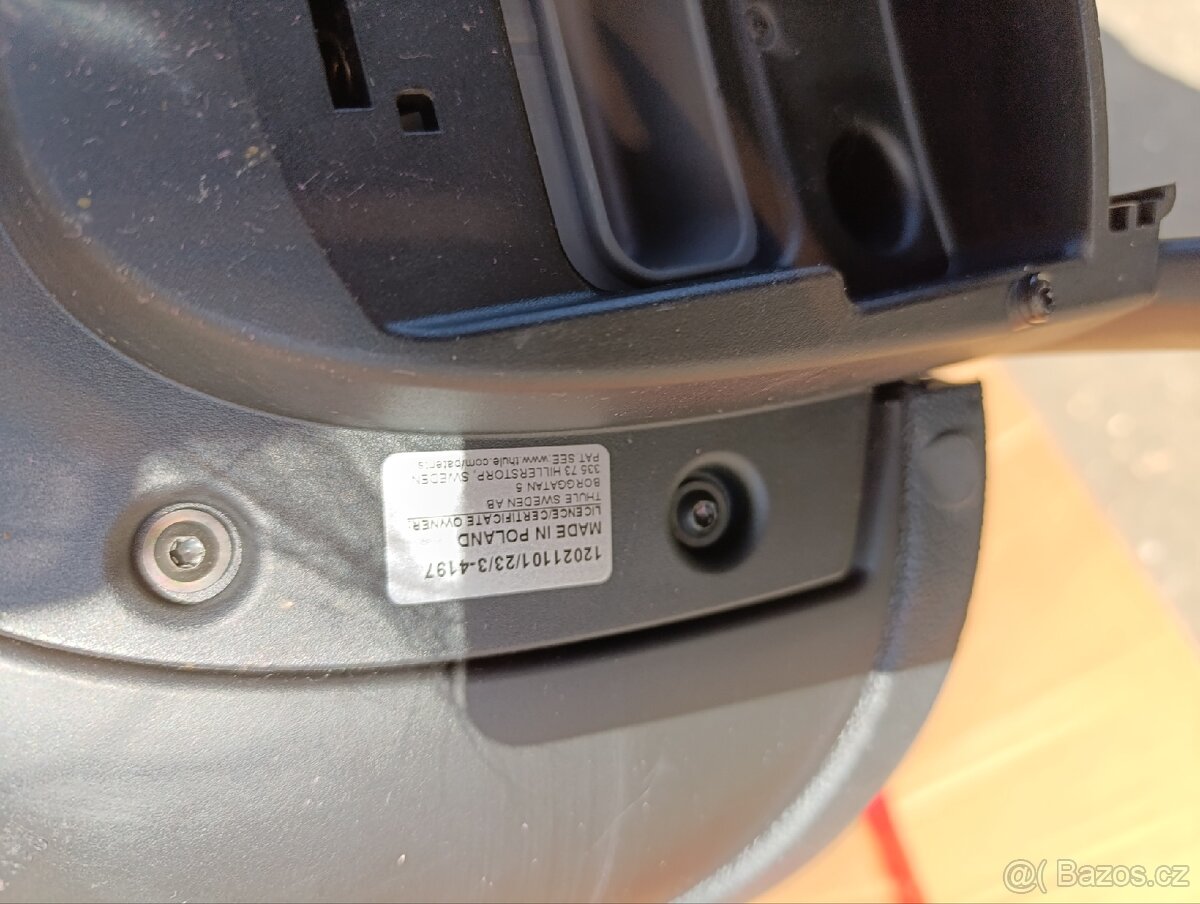 12021101/23/3-4197
MADE IN POLAND
LICENCE/CERTIFICATE OWNER:
THULE SWEDEN AB
BORGGATAN 5
335 73 HILLERSTORP, SWEDEN
PAT SEE.www.thule.com/patents
@( Bazos.cz